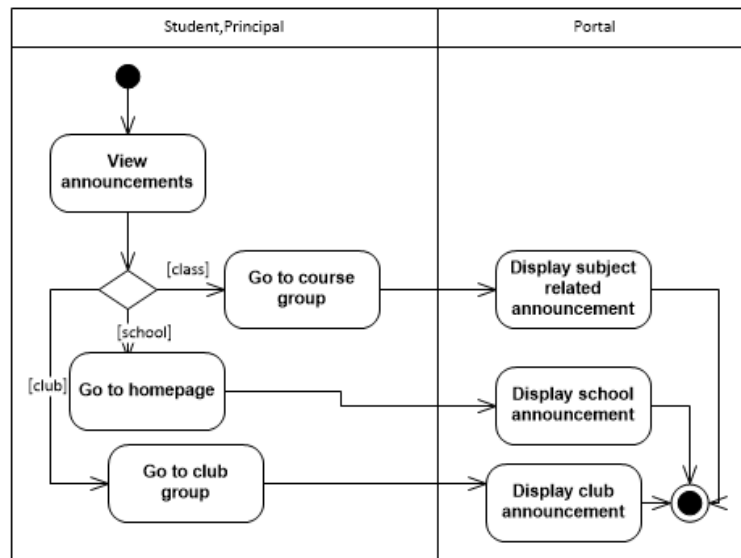 Student,Principal
Portal
View
announcements
[class]
Go to course
group
Display subject
related
announcement
[school]
[club]
Go to homepage
Display school
announcement
Go to club
group
Display club
announcement